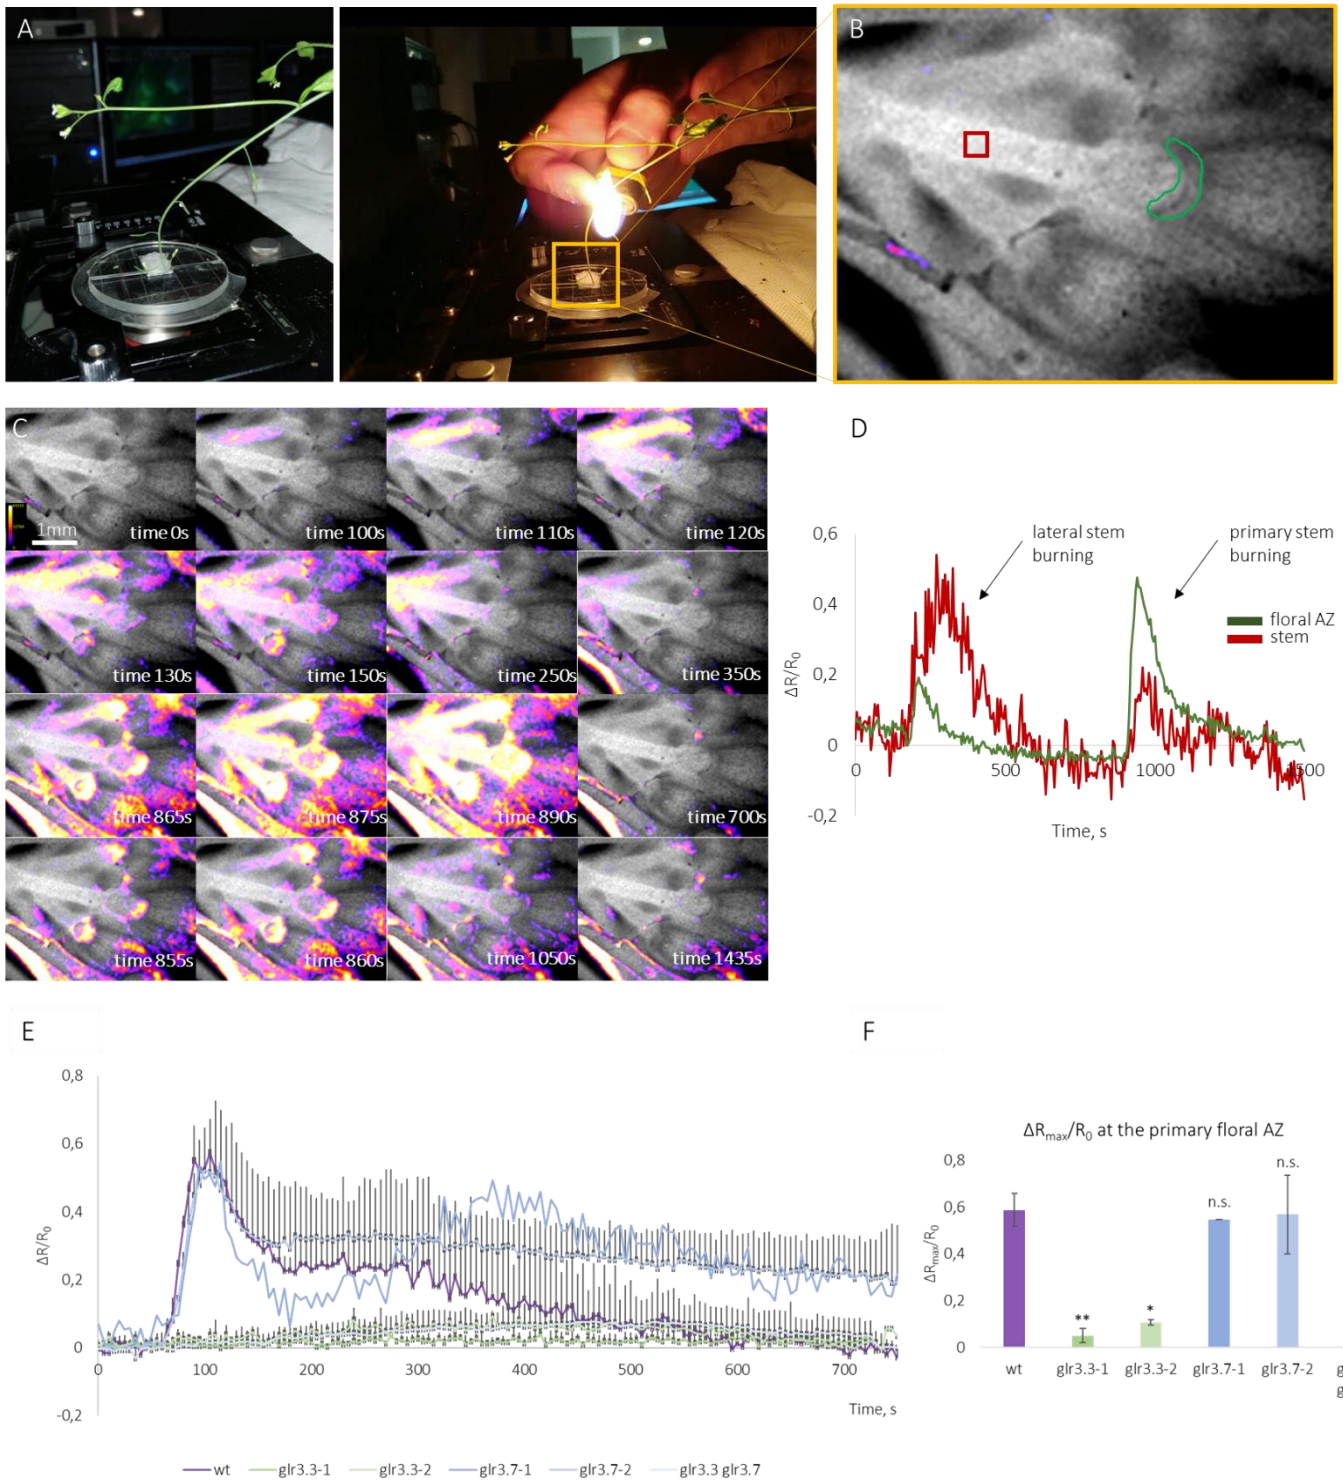 A
B
C
time 0s
time 100s
time 110s
time 120s
1mm
time 130s
time 150s
time 250s
time 350s
time 865s
time 875s
time 890s
time 700s
time 855s
time 860s
time 1050s
time 1435s
D
lateral stem
burning
primary stem
burning
floral AZ
stem
ΔR/R0
0,6
0,4
0,2
0
-0,2
0
500
1000
1500
Time, s
E
ΔR/R0
0,8
0,6
0,4
0,2
0
-0,2
0
100
200
300
400
500
600
700
Time, s
wt
glr3.3-1
glr3.3-2
glr3.7-1
glr3.7-2
glr3.3 glr3.7
F
ΔRmax/R0 at the primary floral AZ
ΔRmax/R0
0,8
0,6
0,4
0,2
0
**
*
n.s.
n.s.
wt
glr3.3-1
glr3.3-2
glr3.7-1
glr3.7-2
g
g